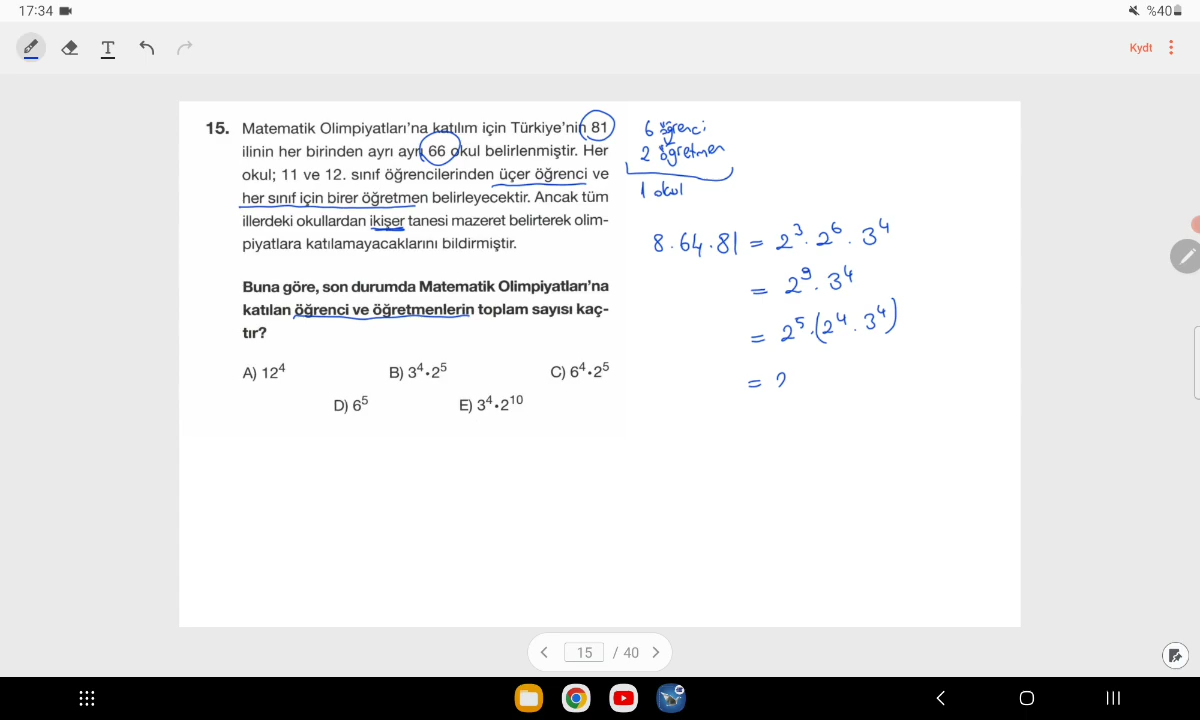 17:34
%40
T
Kydt
15. Matematik Olimpiyatları'na katılım için Türkiye'nin 81
ilinin her birinden ayrı ayrı 66 okul belirlenmiştir. Her
okul; 11 ve 12. sınıf öğrencilerinden üçer öğrenci ve
her sınıf için birer öğretmen belirleyecektir. Ancak tüm
illerdeki okullardan ikişer tanesi mazeret belirterek olim-
piyatlara katılamayacaklarını bildirmiştir.
Buna göre, son durumda Matematik Olimpiyatları'na
katılan öğrenci ve öğretmenlerin toplam sayısı kaç-
tır?
A) 12⁴ B) 3⁴•2⁵ C) 6⁴•2⁵
D) 6⁵ E) 3⁴•2¹⁰
6 öğrenci
2 öğretmen
1 okul
8.64.81 = 2³.2⁶.3⁴
= 2⁹.3⁴
= 2⁵.(2⁴.3⁴)
= 2
15 / 40